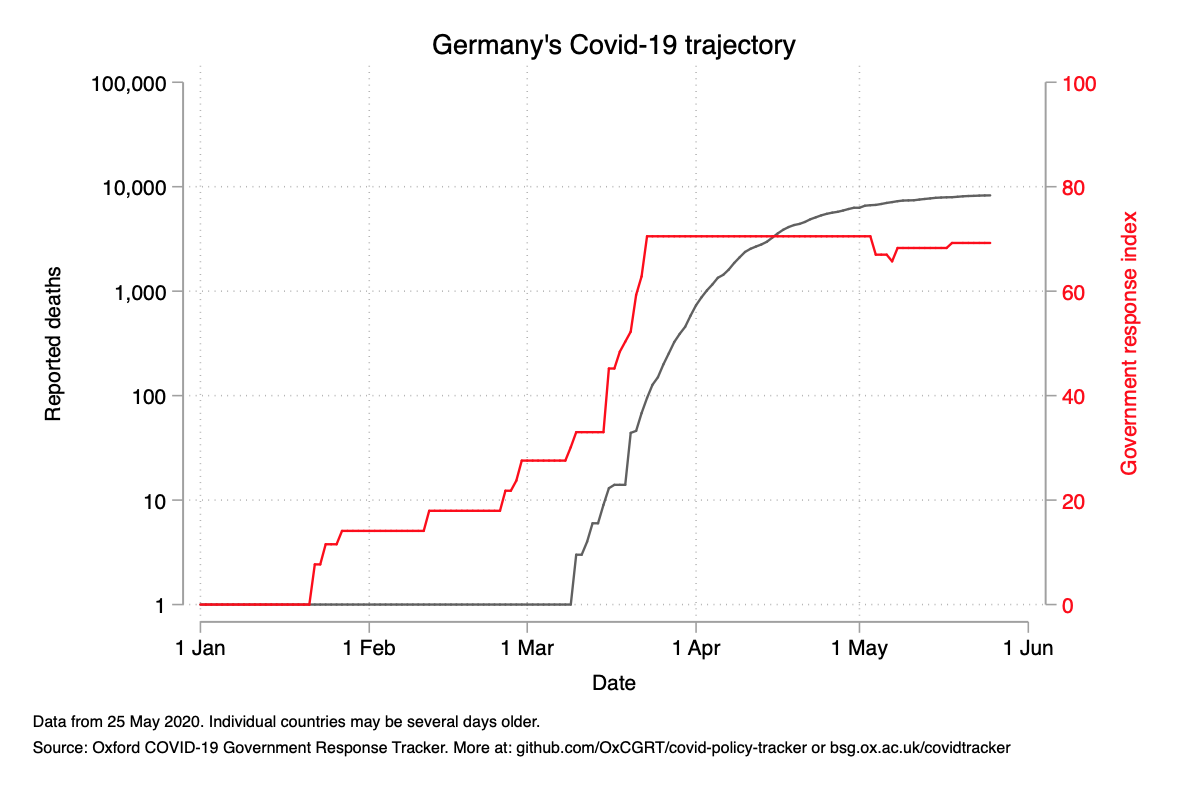 Germany's Covid-19 trajectory
100,000
10,000
1,000
100
10
1
Reported deaths
100
80
60
40
20
0
Government response index
1 Jan
1 Feb
1 Mar
1 Apr
1 May
1 Jun
Date
Data from 25 May 2020. Individual countries may be several days older.
Source: Oxford COVID-19 Government Response Tracker. More at: github.com/OxCGRT/covid-policy-tracker or bsg.ox.ac.uk/covidtracker